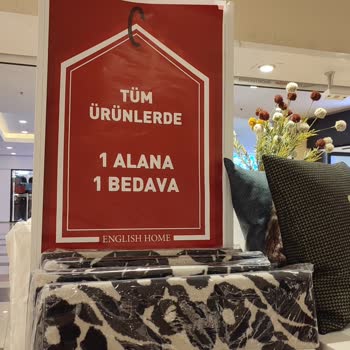 TÜM
ÜRÜNLERDE
1 ALANA
1 BEDAVA
ENGLISH HOME